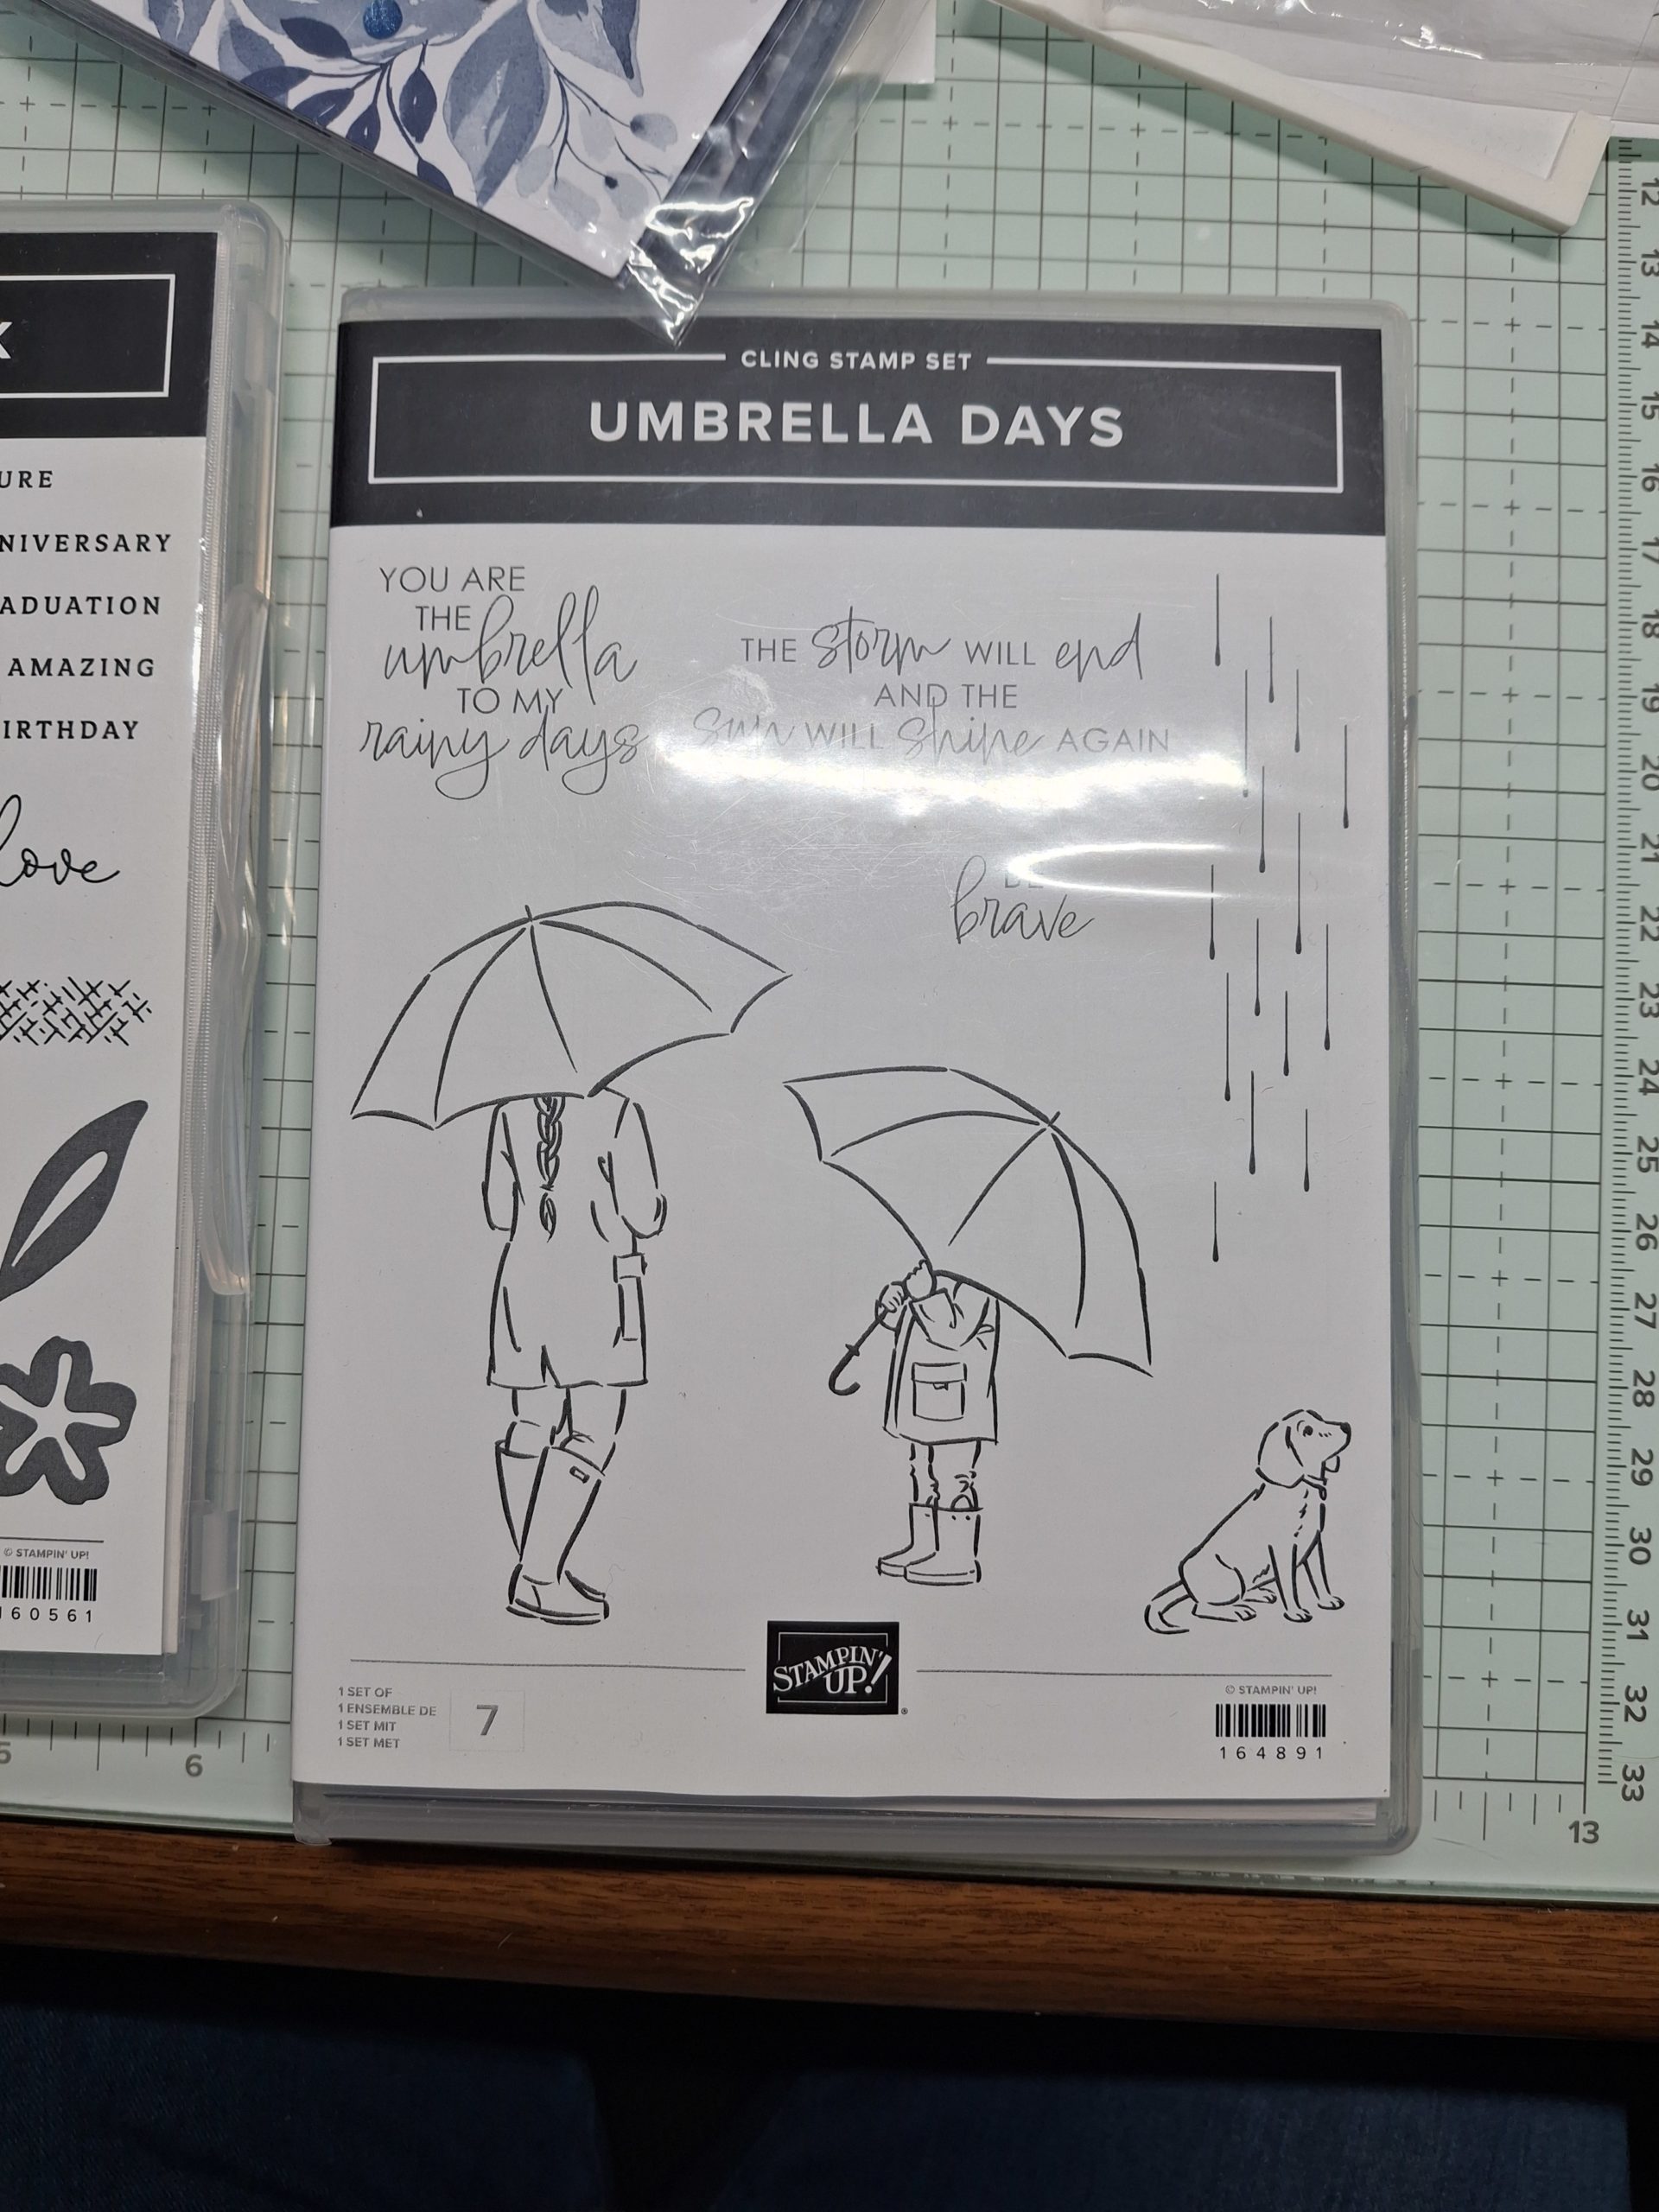 CLING STAMP SET
UMBRELLA DAYS
YOU ARE
THE
umbrella
TO MY
rainy days
THE storm WILL end
AND THE
sun WILL shine AGAIN
BE
brave
STAMPIN'
UP!
®
1 SET OF
1 ENSEMBLE DE
1 SET MIT
1 SET MET
7
© STAMPIN' UP!
164891
X
URE
NIVERSARY
ADUATION
AMAZING
IRTHDAY
love
© STAMPIN' UP!
160561
5
6
13
12
13
14
15
16
17
18
19
20
21
22
23
24
25
26
27
28
29
30
31
32
33